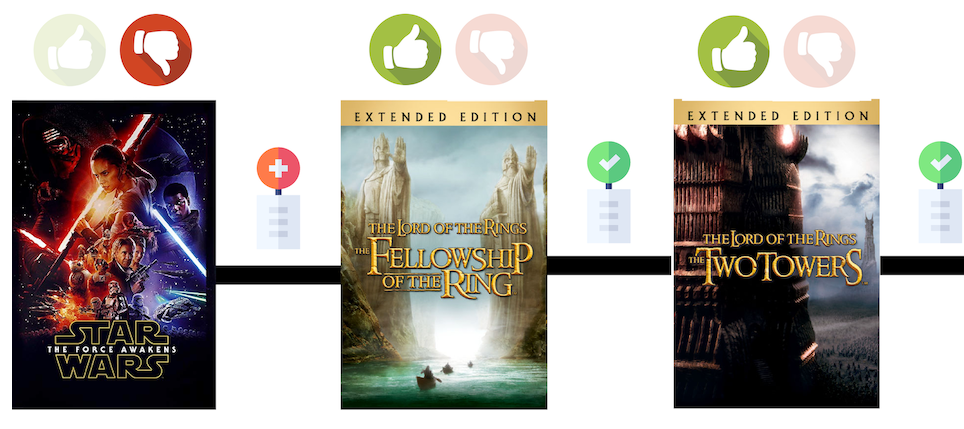 STAR
THE FORCE AWAKENS
WARS
EXTENDED EDITION
THE LORD OF THE RINGS
THE FELLOWSHIP
OF THE RING
EXTENDED EDITION
THE LORD OF THE RINGS
THE TWO TOWERS